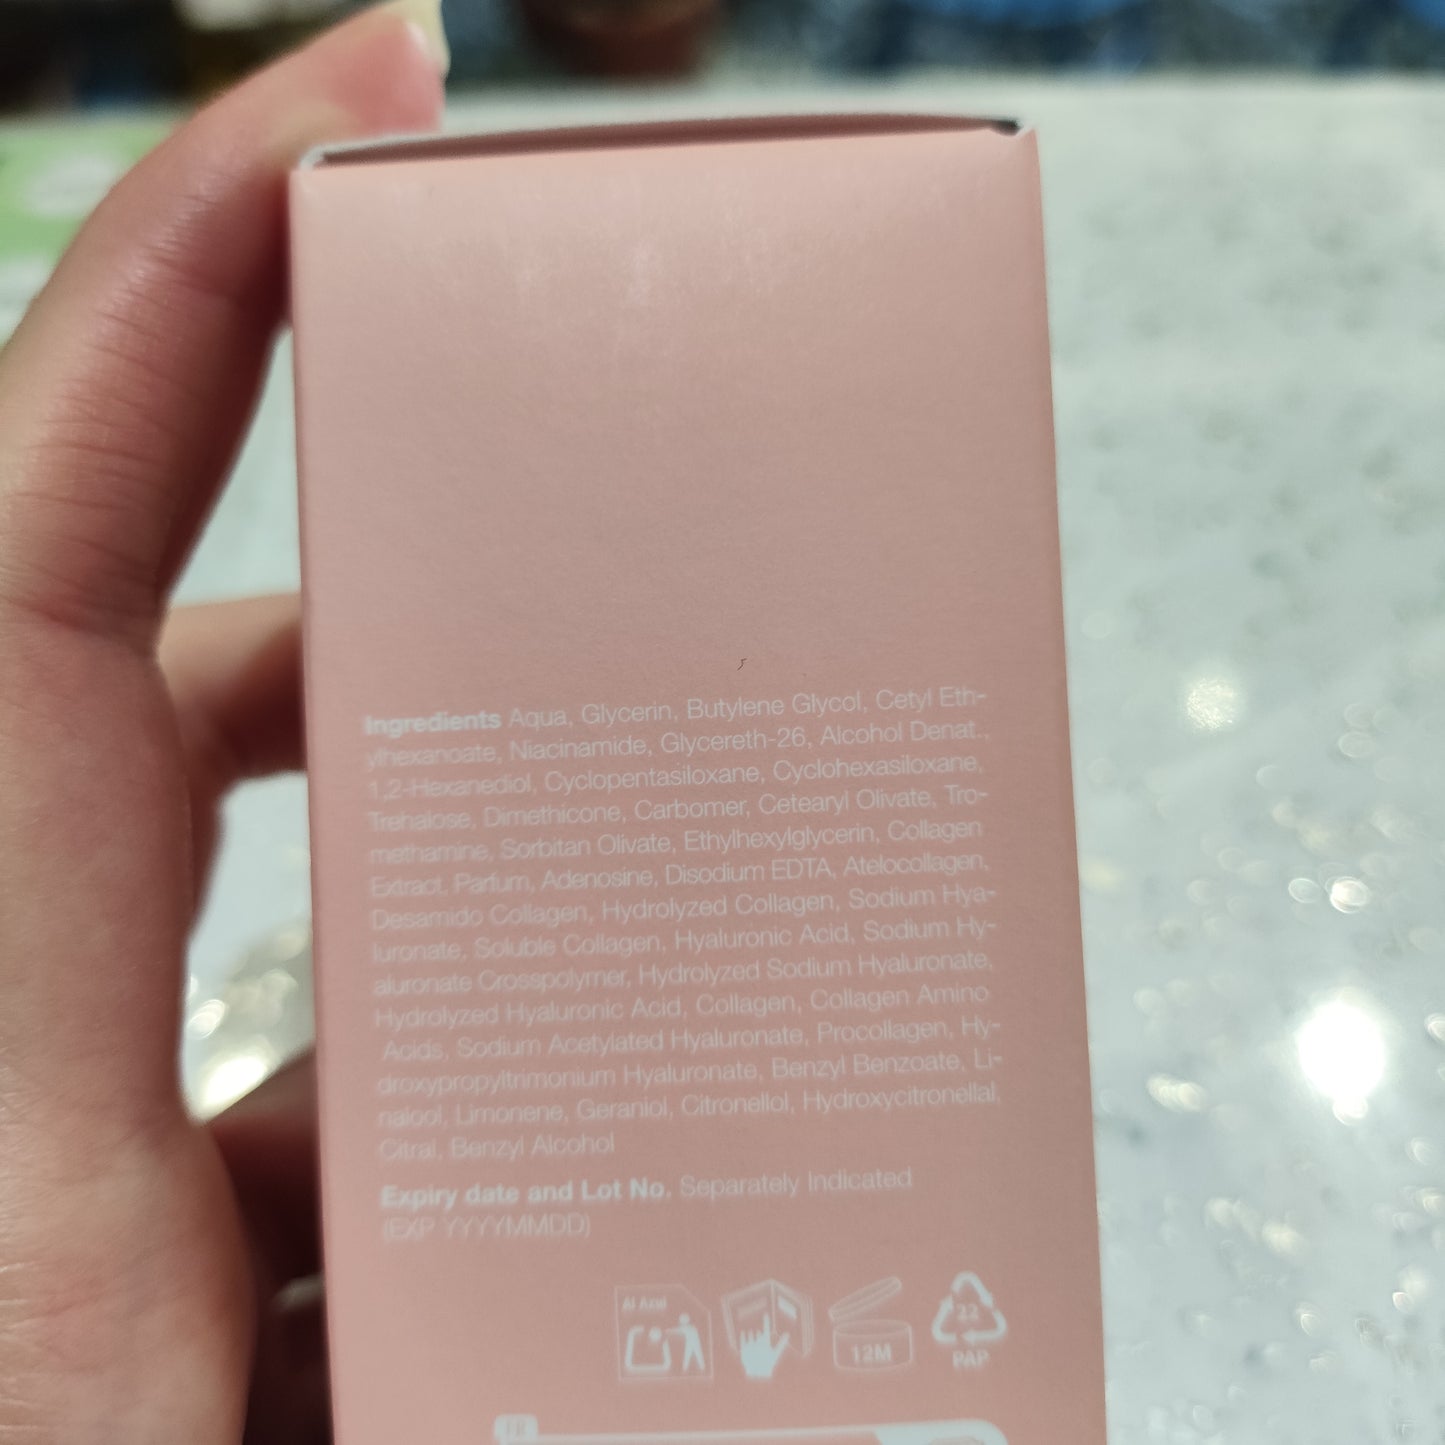 Ingredients Aqua, Glycerin, Butylene Glycol, Cetyl Eth-
ylhexanoate, Niacinamide, Glycereth-26, Alcohol Denat.,
1,2-Hexanediol, Cyclopentasiloxane, Cyclohexasiloxane,
Trehalose, Dimethicone, Carbomer, Cetearyl Olivate, Tro-
methamine, Sorbitan Olivate, Ethylhexylglycerin, Collagen
Extract, Parfum, Adenosine, Disodium EDTA, Atelocollagen,
Desamido Collagen, Hydrolyzed Collagen, Sodium Hya-
luronate, Soluble Collagen, Hyaluronic Acid, Sodium Hy-
aluronate Crosspolymer, Hydrolyzed Sodium Hyaluronate,
Hydrolyzed Hyaluronic Acid, Collagen, Collagen Amino
Acids, Sodium Acetylated Hyaluronate, Procollagen, Hy-
droxypropyltrimonium Hyaluronate, Benzyl Benzoate, Li-
nalool, Limonene, Geraniol, Citronellol, Hydroxycitronellal,
Citral, Benzyl Alcohol
Expiry date and Lot No. Separately Indicated
(EXP YYYYMMDD)
Al Azul
12M
22
PAP
FR